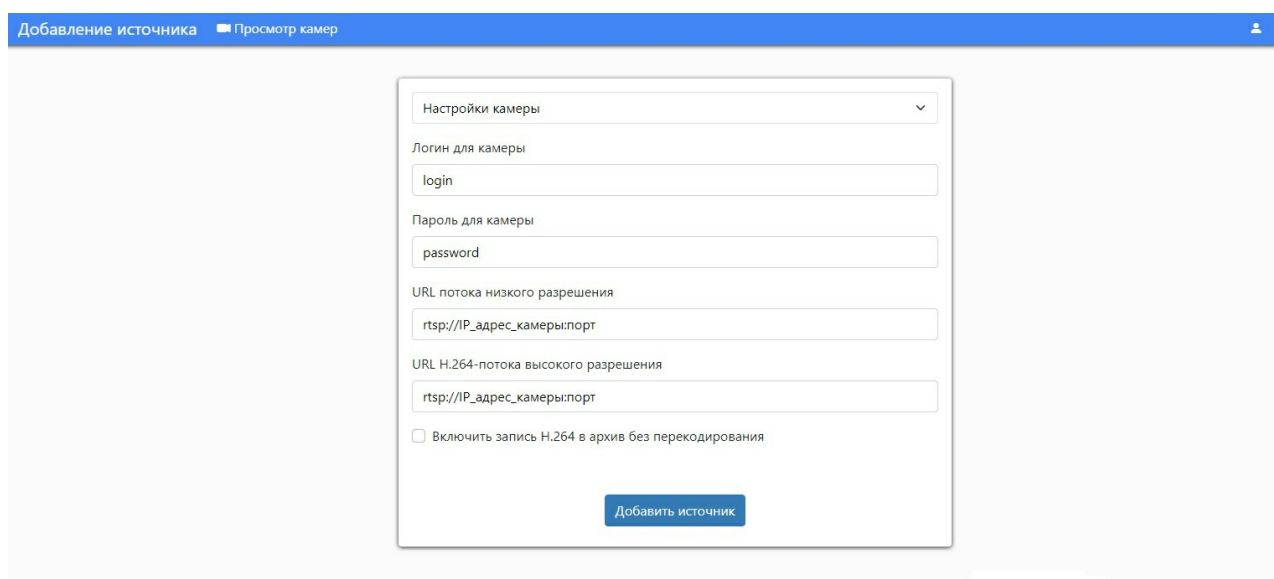 Добавление источника Просмотр камер
Настройки камеры
Логин для камеры
login
Пароль для камеры
password
URL потока низкого разрешения
rtsp://IP_адрес_камеры:порт
URL H.264-потока высокого разрешения
rtsp://IP_адрес_камеры:порт
Включить запись H.264 в архив без перекодирования
Добавить источник